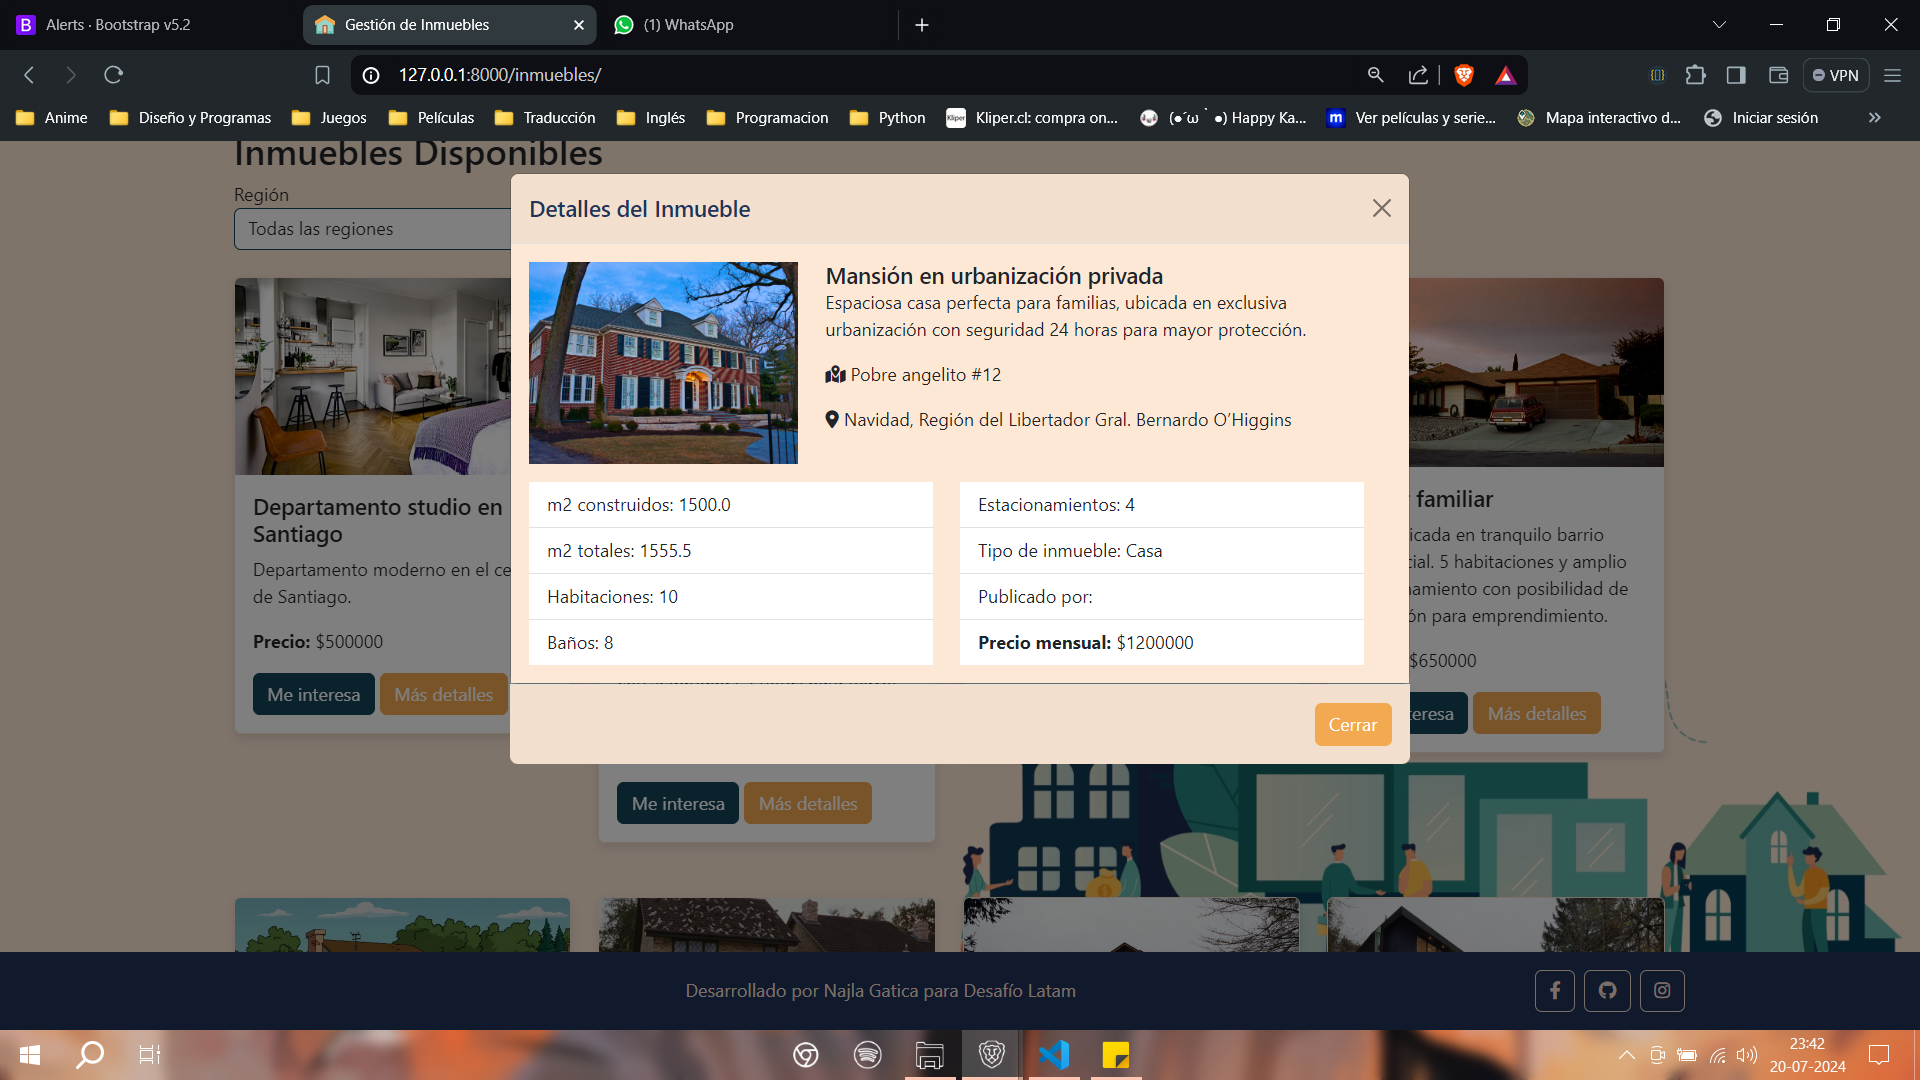 Alerts · Bootstrap v5.2
Gestión de Inmuebles
(1) WhatsApp
127.0.0.1:8000/inmuebles/
VPN
Anime
Diseño y Programas
Juegos
Películas
Traducción
Inglés
Programacion
Python
Kliper.cl: compra on...
(●´ω｀●) Happy Ka...
Ver películas y serie...
Mapa interactivo d...
Iniciar sesión
Inmuebles Disponibles
Región
Todas las regiones
Detalles del Inmueble
Mansión en urbanización privada
Espaciosa casa perfecta para familias, ubicada en exclusiva
urbanización con seguridad 24 horas para mayor protección.
Pobre angelito #12
Navidad, Región del Libertador Gral. Bernardo O’Higgins
m2 construidos: 1500.0
m2 totales: 1555.5
Habitaciones: 10
Baños: 8
Estacionamientos: 4
Tipo de inmueble: Casa
Publicado por:
Precio mensual: $1200000
Cerrar
Departamento studio en
Santiago
Departamento moderno en el ce
de Santiago.
Precio: $500000
Me interesa
Más detalles
Me interesa
Más detalles
familiar
icada en tranquilo barrio
cial. 5 habitaciones y amplio
namiento con posibilidad de
ón para emprendimiento.
$650000
eresa
Más detalles
Desarrollado por Najla Gatica para Desafío Latam
23:42
20-07-2024